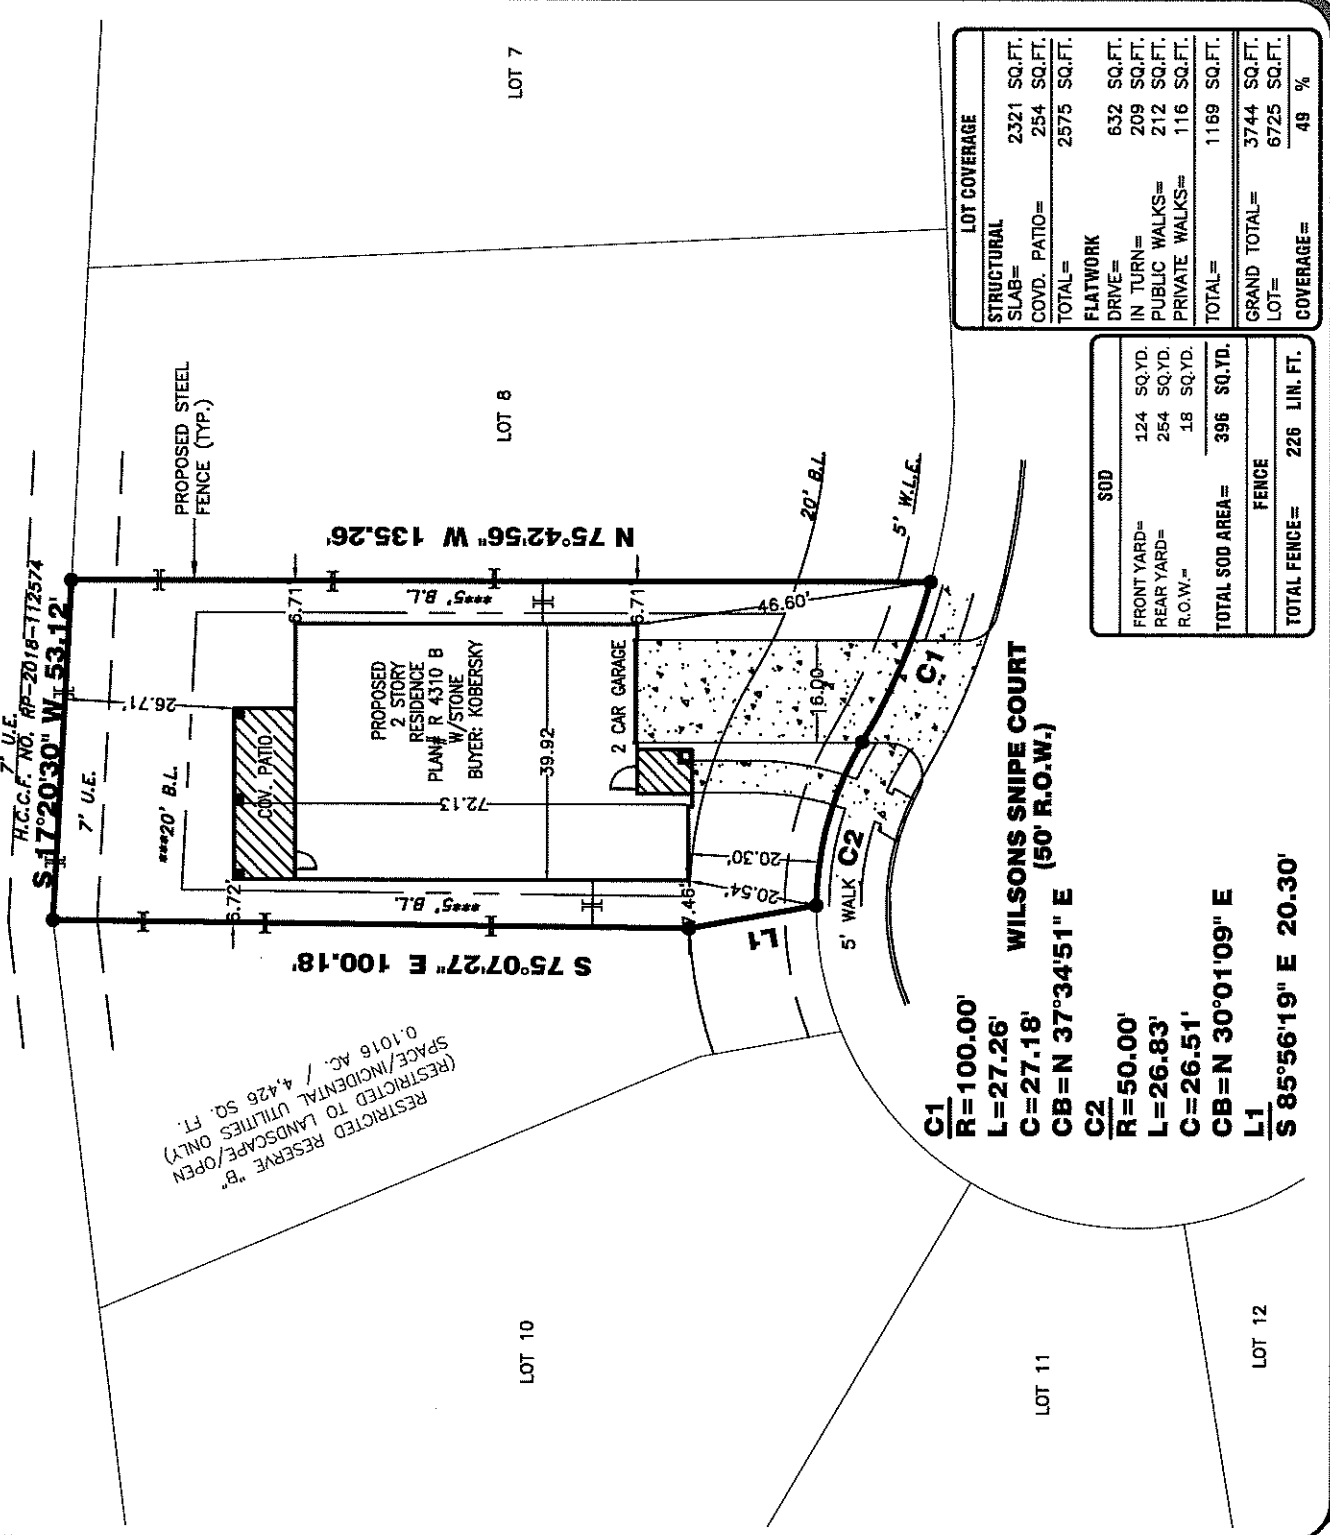 7' U.E.
H.C.C.F. NO. RP-2018-112574
S 17°20'30" W 53.12'
7' U.E.
26.71'
***20' B.L.
PROPOSED STEEL
FENCE (TYP.)
LOT 7
LOT 8
N 75°42'56" W 135.26'
***5' B.L.
6.71'
6.71'
COV. PATIO
PROPOSED
2 STORY
RESIDENCE
PLAN# R 4310 B
W/STONE
BUYER: KOBERSKY
39.92
72.13
2 CAR GARAGE
46.60'
16.00
20' B.L.
5' W.L.E.
6.72'
***5' B.L.
7.46'
S 75°07'27" E 100.18'
20.30'
20.54'
L1
5' WALK
C2
C1
RESTRICTED RESERVE "B"
(RESTRICTED TO LANDSCAPE/OPEN
SPACE/INCIDENTAL UTILITIES ONLY)
0.1016 AC. / 4,426 SQ. FT.
WILSONS SNIPE COURT
(50' R.O.W.)
C1
R=100.00'
L=27.26'
C=27.18'
CB=N 37°34'51" E
C2
R=50.00'
L=26.83'
C=26.51'
CB=N 30°01'09" E
L1
S 85°56'19" E 20.30'
LOT 10
LOT 11
LOT 12
LOT COVERAGE
STRUCTURAL
SLAB= 2321 SQ.FT.
COVD. PATIO= 254 SQ.FT.
TOTAL= 2575 SQ.FT.
FLATWORK
DRIVE= 632 SQ.FT.
IN TURN= 209 SQ.FT.
PUBLIC WALKS= 212 SQ.FT.
PRIVATE WALKS= 116 SQ.FT.
TOTAL= 1169 SQ.FT.
GRAND TOTAL= 3744 SQ.FT.
LOT= 6725 SQ.FT.
COVERAGE= 49 %
SOD
FRONT YARD= 124 SQ.YD.
REAR YARD= 254 SQ.YD.
R.O.W.= 18 SQ.YD.
TOTAL SOD AREA= 396 SQ.YD.
FENCE
TOTAL FENCE= 226 LIN. FT.